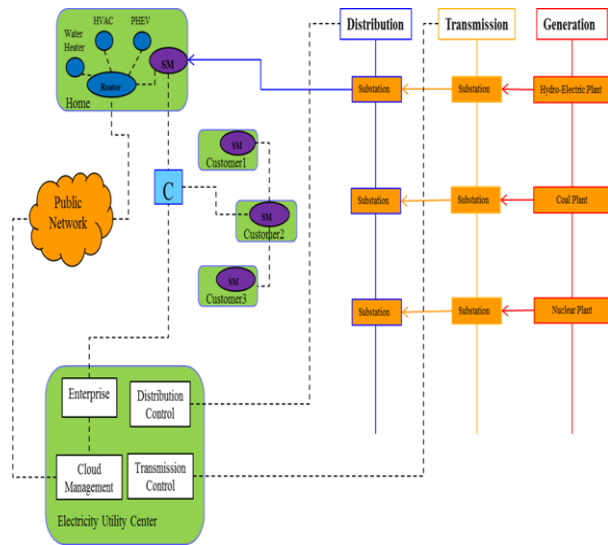 HVAC
PHEV
Water
Heater
SM
Router
Home
Distribution
Transmission
Generation
Substation
Substation
Hydro-Electric Plant
SM
Customer1
C
SM
Customer2
Substation
Substation
Coal Plant
Public
Network
SM
Customer3
Substation
Substation
Nuclear Plant
Enterprise
Distribution
Control
Cloud
Management
Transmission
Control
Electricity Utility Center